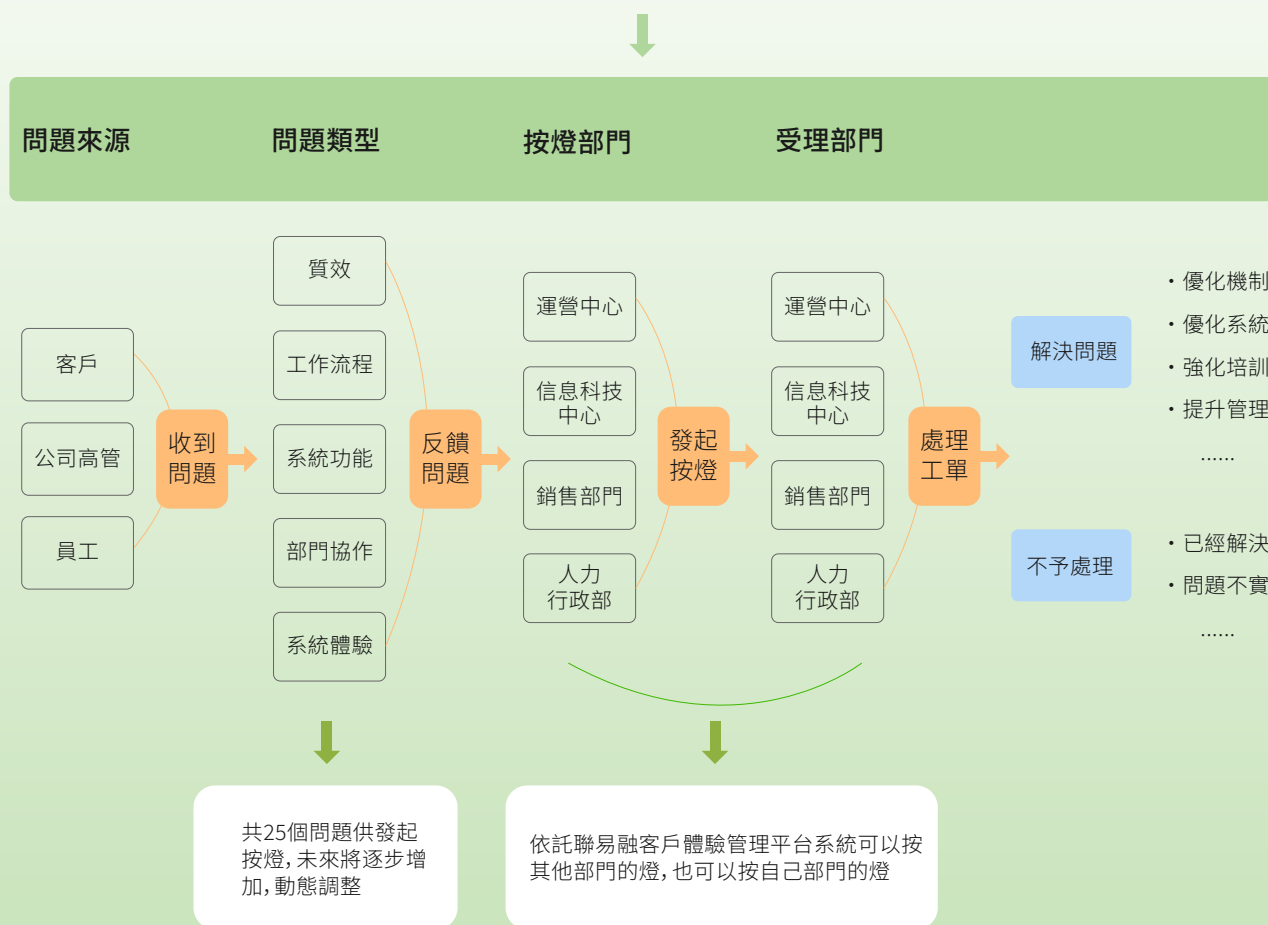 問題來源
問題類型
按燈部門
受理部門
客戶
公司高管
員工
收到
問題
質效
工作流程
系統功能
部門協作
系統體驗
反饋
問題
運營中心
信息科技
中心
銷售部門
人力
行政部
發起
按燈
運營中心
信息科技
中心
銷售部門
人力
行政部
處理
工單
解決問題
・優化機制
・優化系統
・強化培訓
・提升管理
......
不予處理
・已經解決
・問題不實
......
共25個問題供發起
按燈,未來將逐步增
加,動態調整
依託聯易融客戶體驗管理平台系統可以按
其他部門的燈,也可以按自己部門的燈